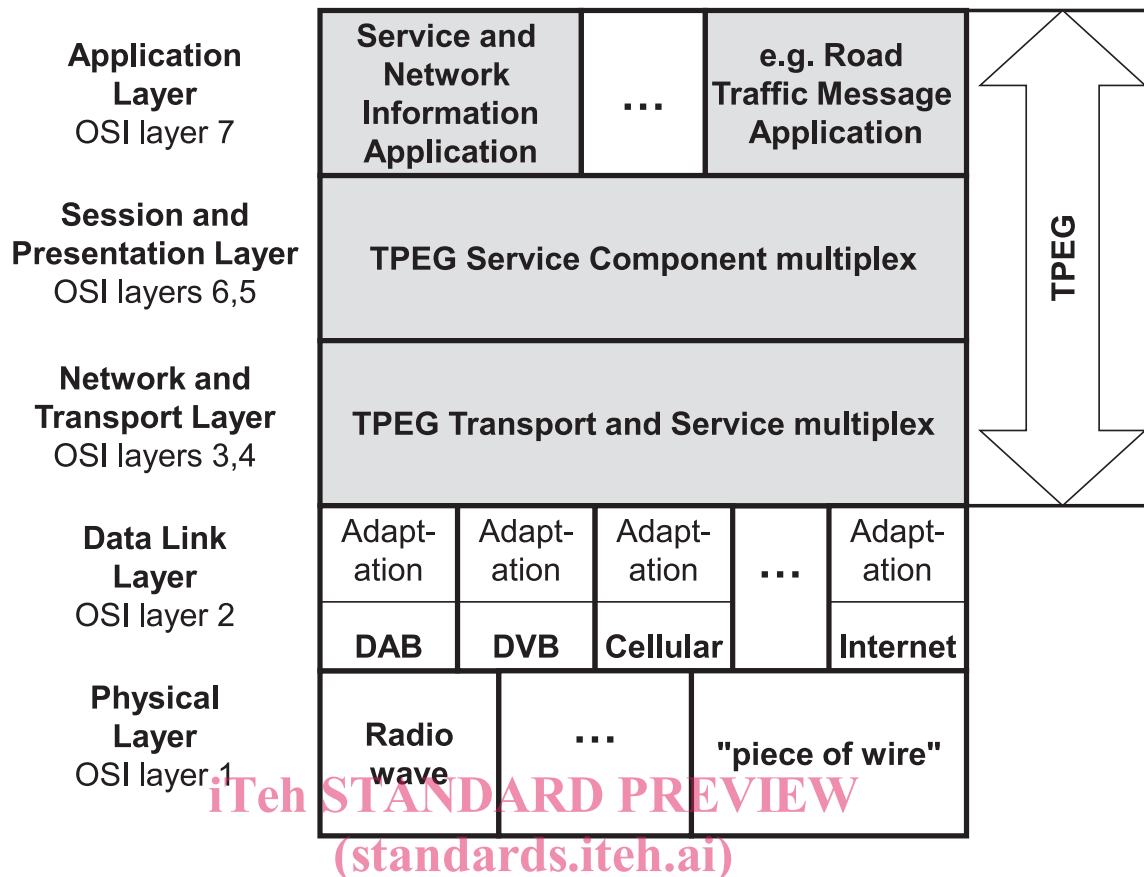 Application
Layer
OSI layer 7
Service and
Network
Information
Application
...
e.g. Road
Traffic Message
Application
TPEG
Session and
Presentation Layer
OSI layers 6,5
TPEG Service Component multiplex
Network and
Transport Layer
OSI layers 3,4
TPEG Transport and Service multiplex
Data Link
Layer
OSI layer 2
Adapt-
ation
DAB
Adapt-
ation
DVB
Adapt-
ation
Cellular
...
Adapt-
ation
Internet
Physical
Layer
OSI layer 1
Radio
wave
...
"piece of wire"
iTeh STANDARD PREVIEW
(standards.iteh.ai)